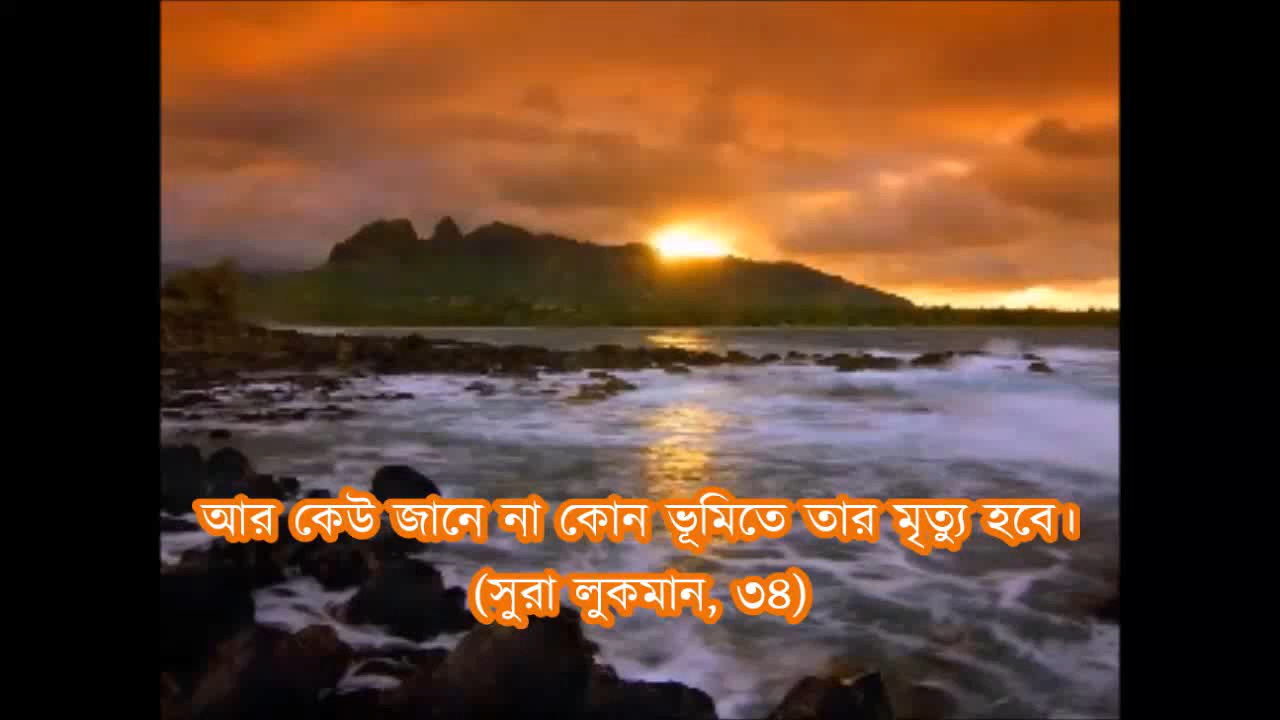 আর কেউ জানে না কোন ভূমিতে তার মৃত্যু হবে।
(সুরা লুকমান, ৩৪)